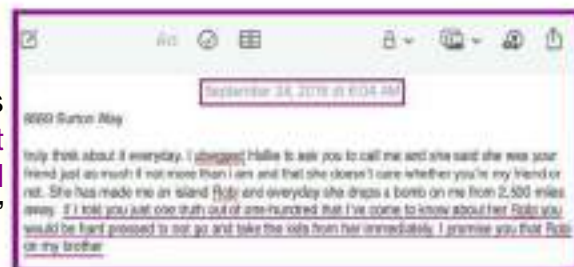 September 24, 2018 at 6:04 AM
truly think about it everyday. I Hallie to ask you to call me and she said she was your
friend just as much if not more than I am and that she doesn't care whether you're my friend or
not. She has made me an island Rob and everyday she drops a bomb on me from 2,500 miles
away. If I told you just one truth out of one-hundred that I've come to know about her Rob you
would be hard pressed to not go and take the kids from her immediately. I promise you that Rob
on my brother